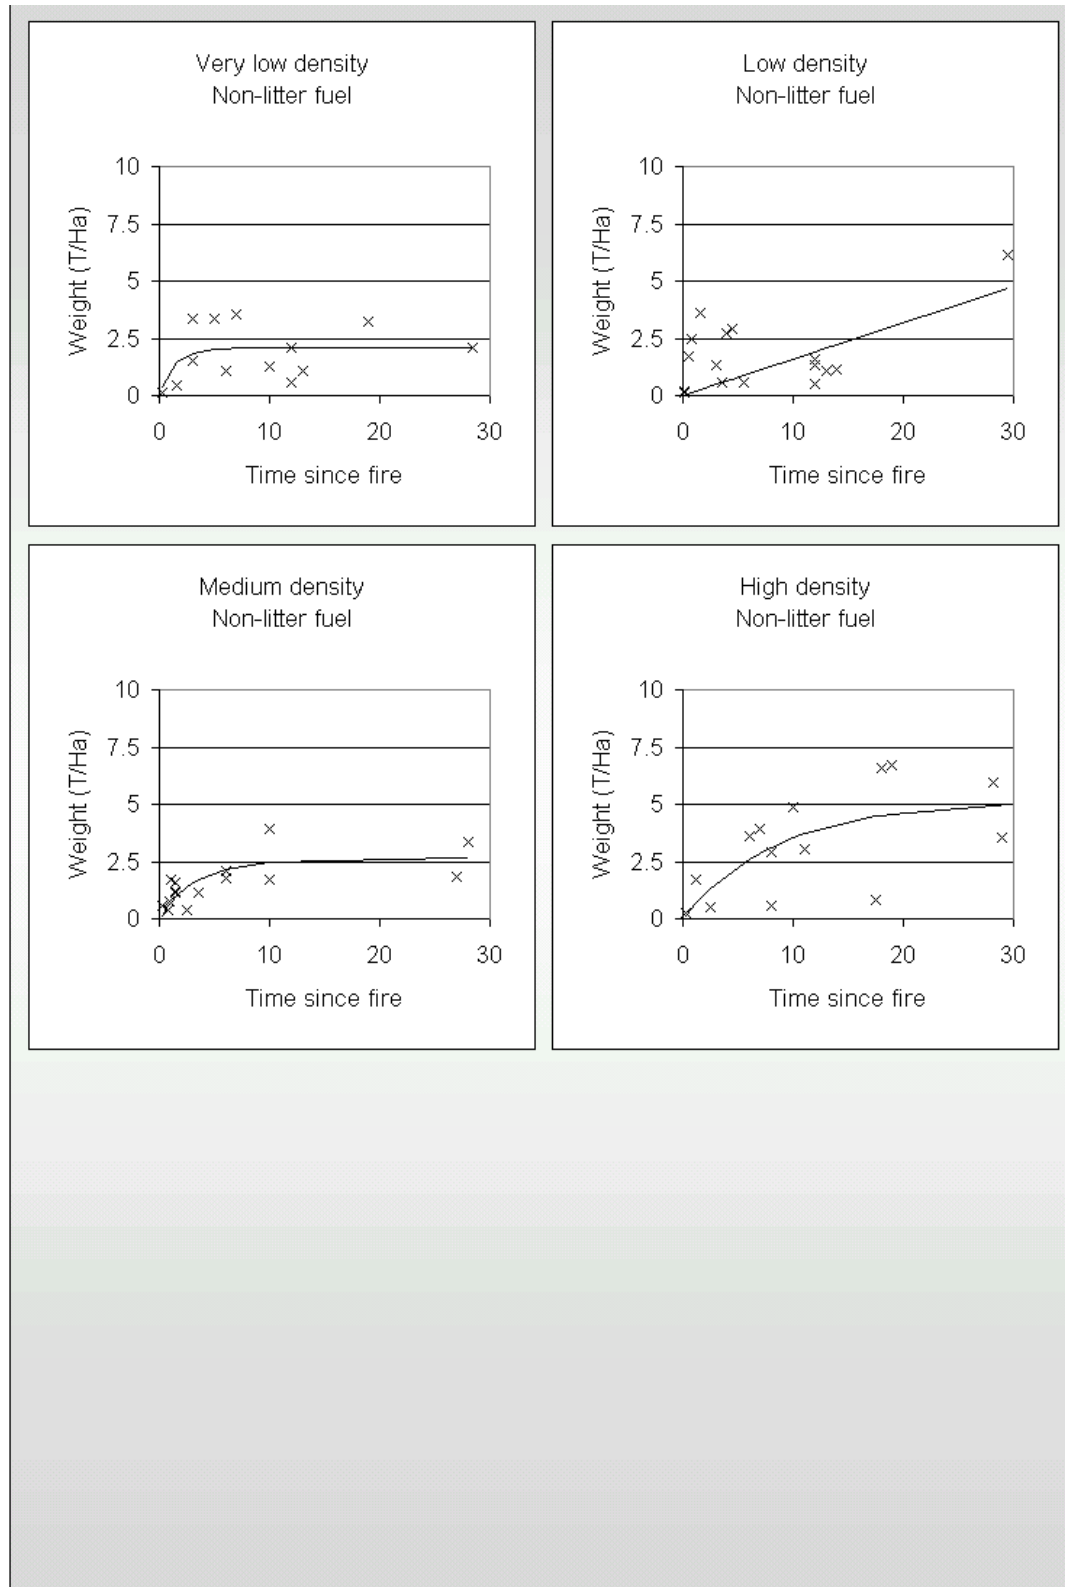 Very low density
Non-litter fuel
10
7.5
5
2.5
0
Weight (T/Ha)
0 10 20 30
Time since fire
Low density
Non-litter fuel
10
7.5
5
2.5
0
Weight (T/Ha)
0 10 20 30
Time since fire
Medium density
Non-litter fuel
10
7.5
5
2.5
0
Weight (T/Ha)
0 10 20 30
Time since fire
High density
Non-litter fuel
10
7.5
5
2.5
0
Weight (T/Ha)
0 10 20 30
Time since fire